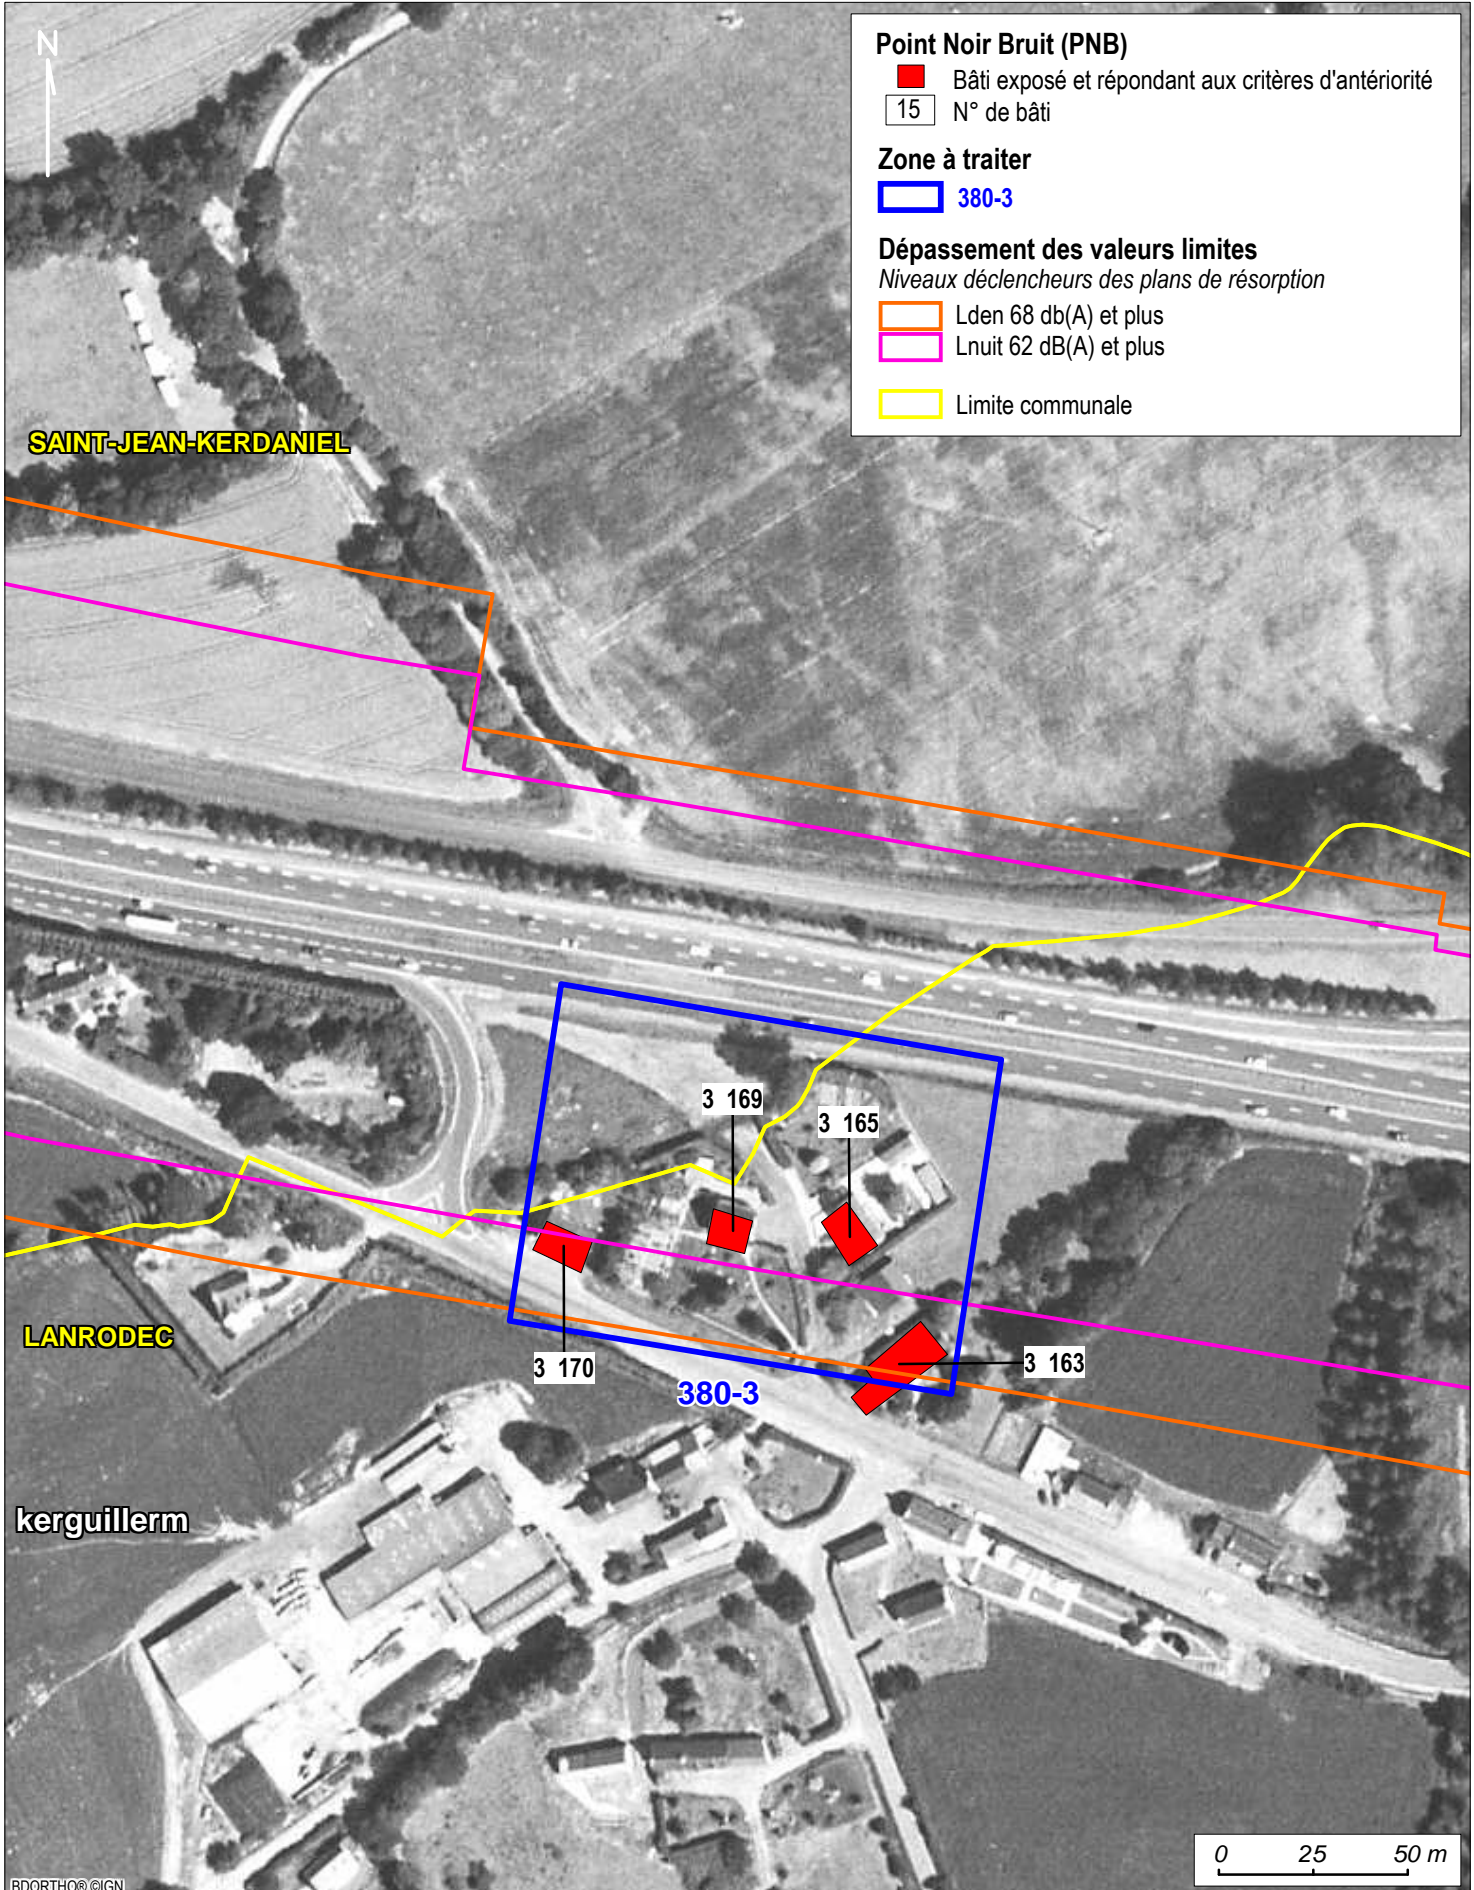 N
Point Noir Bruit (PNB)
Bâti exposé et répondant aux critères d'antériorité
15 N° de bâti
Zone à traiter
380-3
Dépassement des valeurs limites
Niveaux déclencheurs des plans de résorption
Lden 68 db(A) et plus
Lnuit 62 dB(A) et plus
Limite communale
SAINT-JEAN-KERDANIEL
3 169
3 165
LANRODEC
3 170
3 163
380-3
kerguillerm
0 25 50 m
BDORTHO® ©IGN